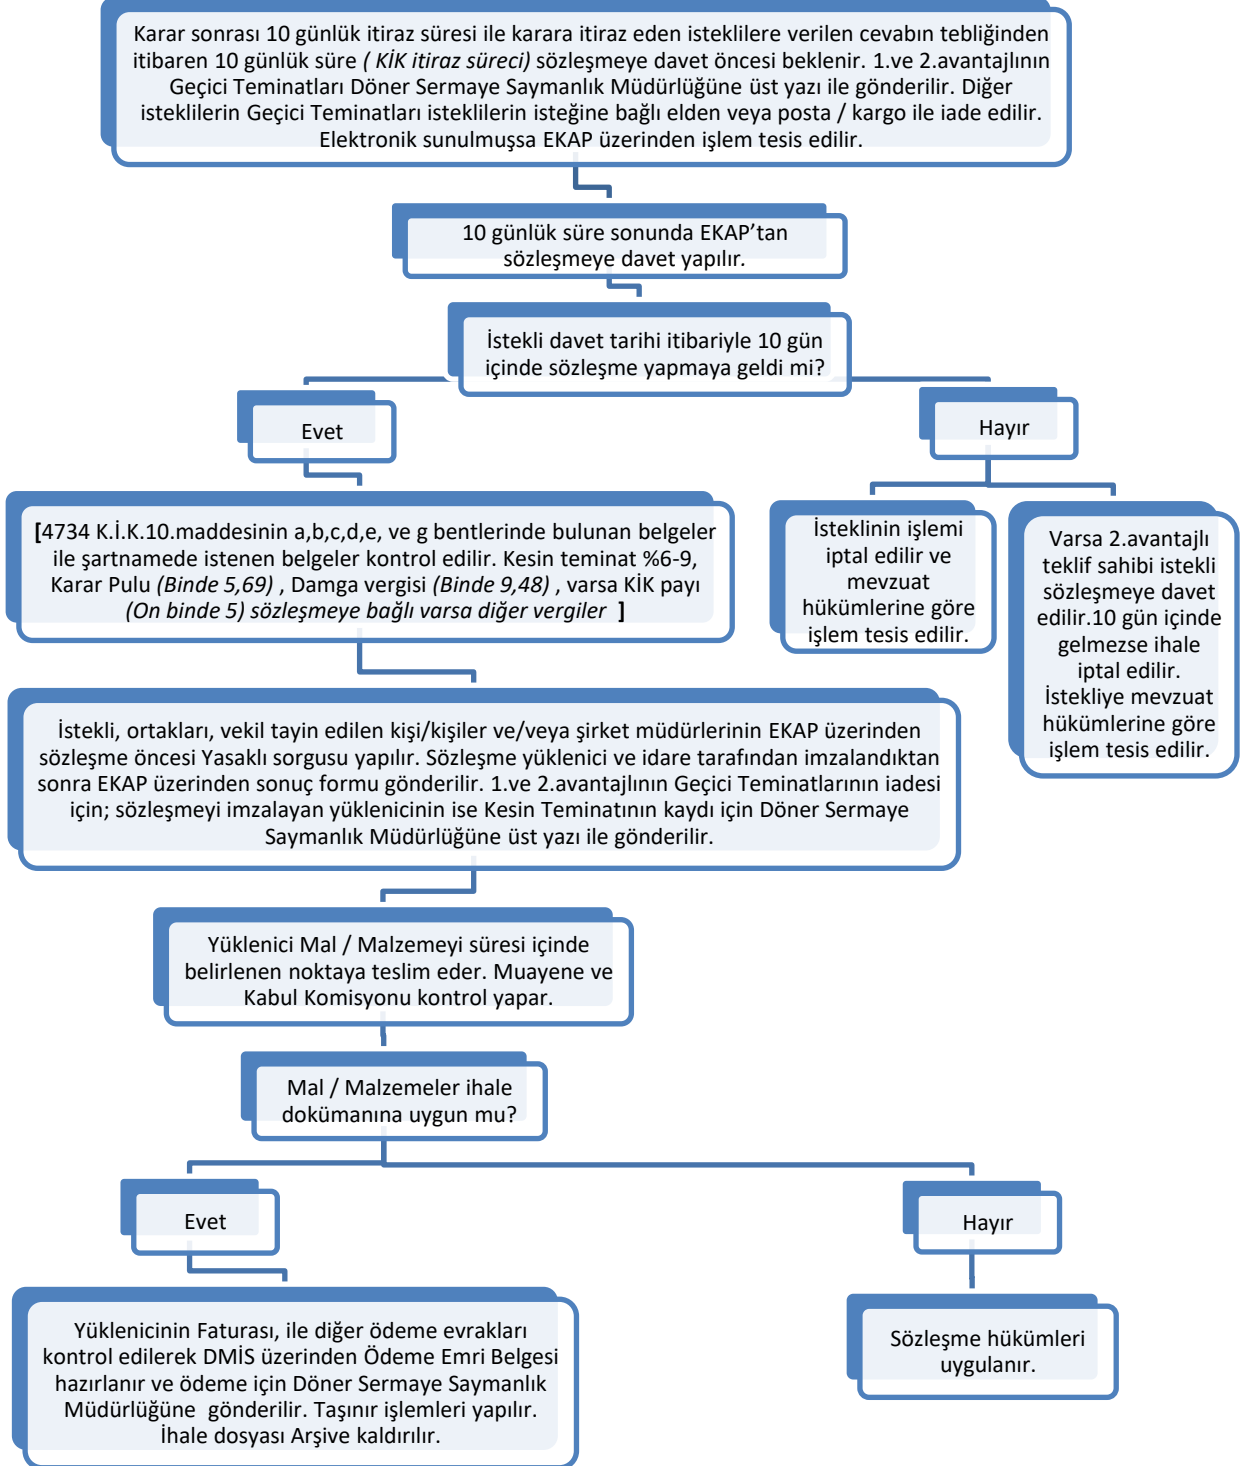 Karar sonrası 10 günlük itiraz süresi ile karara itiraz eden isteklilere verilen cevabın tebliğinden
itibaren 10 günlük süre ( KİK itiraz süreci) sözleşmeye davet öncesi beklenir. 1.ve 2.avantajlının
Geçici Teminatları Döner Sermaye Saymanlık Müdürlüğüne üst yazı ile gönderilir. Diğer
isteklilerin Geçici Teminatları isteklilerin isteğine bağlı elden veya posta / kargo ile iade edilir.
Elektronik sunulmuşsa EKAP üzerinden işlem tesis edilir.
10 günlük süre sonunda EKAP’tan
sözleşmeye davet yapılır.
İstekli davet tarihi itibariyle 10 gün
içinde sözleşme yapmaya geldi mi?
Evet
Hayır
[4734 K.İ.K.10.maddesinin a,b,c,d,e, ve g bentlerinde bulunan belgeler
ile şartnamede istenen belgeler kontrol edilir. Kesin teminat %6-9,
Karar Pulu (Binde 5,69) , Damga vergisi (Binde 9,48) , varsa KİK payı
(On binde 5) sözleşmeye bağlı varsa diğer vergiler ]
İsteklinin işlemi
iptal edilir ve
mevzuat
hükümlerine göre
işlem tesis edilir.
Varsa 2.avantajlı
teklif sahibi istekli
sözleşmeye davet
edilir.10 gün içinde
gelmezse ihale
iptal edilir.
İstekliye mevzuat
hükümlerine göre
işlem tesis edilir.
İstekli, ortakları, vekil tayin edilen kişi/kişiler ve/veya şirket müdürlerinin EKAP üzerinden
sözleşme öncesi Yasaklı sorgusu yapılır. Sözleşme yüklenici ve idare tarafından imzalandıktan
sonra EKAP üzerinden sonuç formu gönderilir. 1.ve 2.avantajlının Geçici Teminatlarının iadesi
için; sözleşmeyi imzalayan yüklenicinin ise Kesin Teminatının kaydı için Döner Sermaye
Saymanlık Müdürlüğüne üst yazı ile gönderilir.
Yüklenici Mal / Malzemeyi süresi içinde
belirlenen noktaya teslim eder. Muayene ve
Kabul Komisyonu kontrol yapar.
Mal / Malzemeler ihale
dokümanına uygun mu?
Evet
Hayır
Yüklenicinin Faturası, ile diğer ödeme evrakları
kontrol edilerek DMİS üzerinden Ödeme Emri Belgesi
hazırlanır ve ödeme için Döner Sermaye Saymanlık
Müdürlüğüne gönderilir. Taşınır işlemleri yapılır.
İhale dosyası Arşive kaldırılır.
Sözleşme hükümleri
uygulanır.